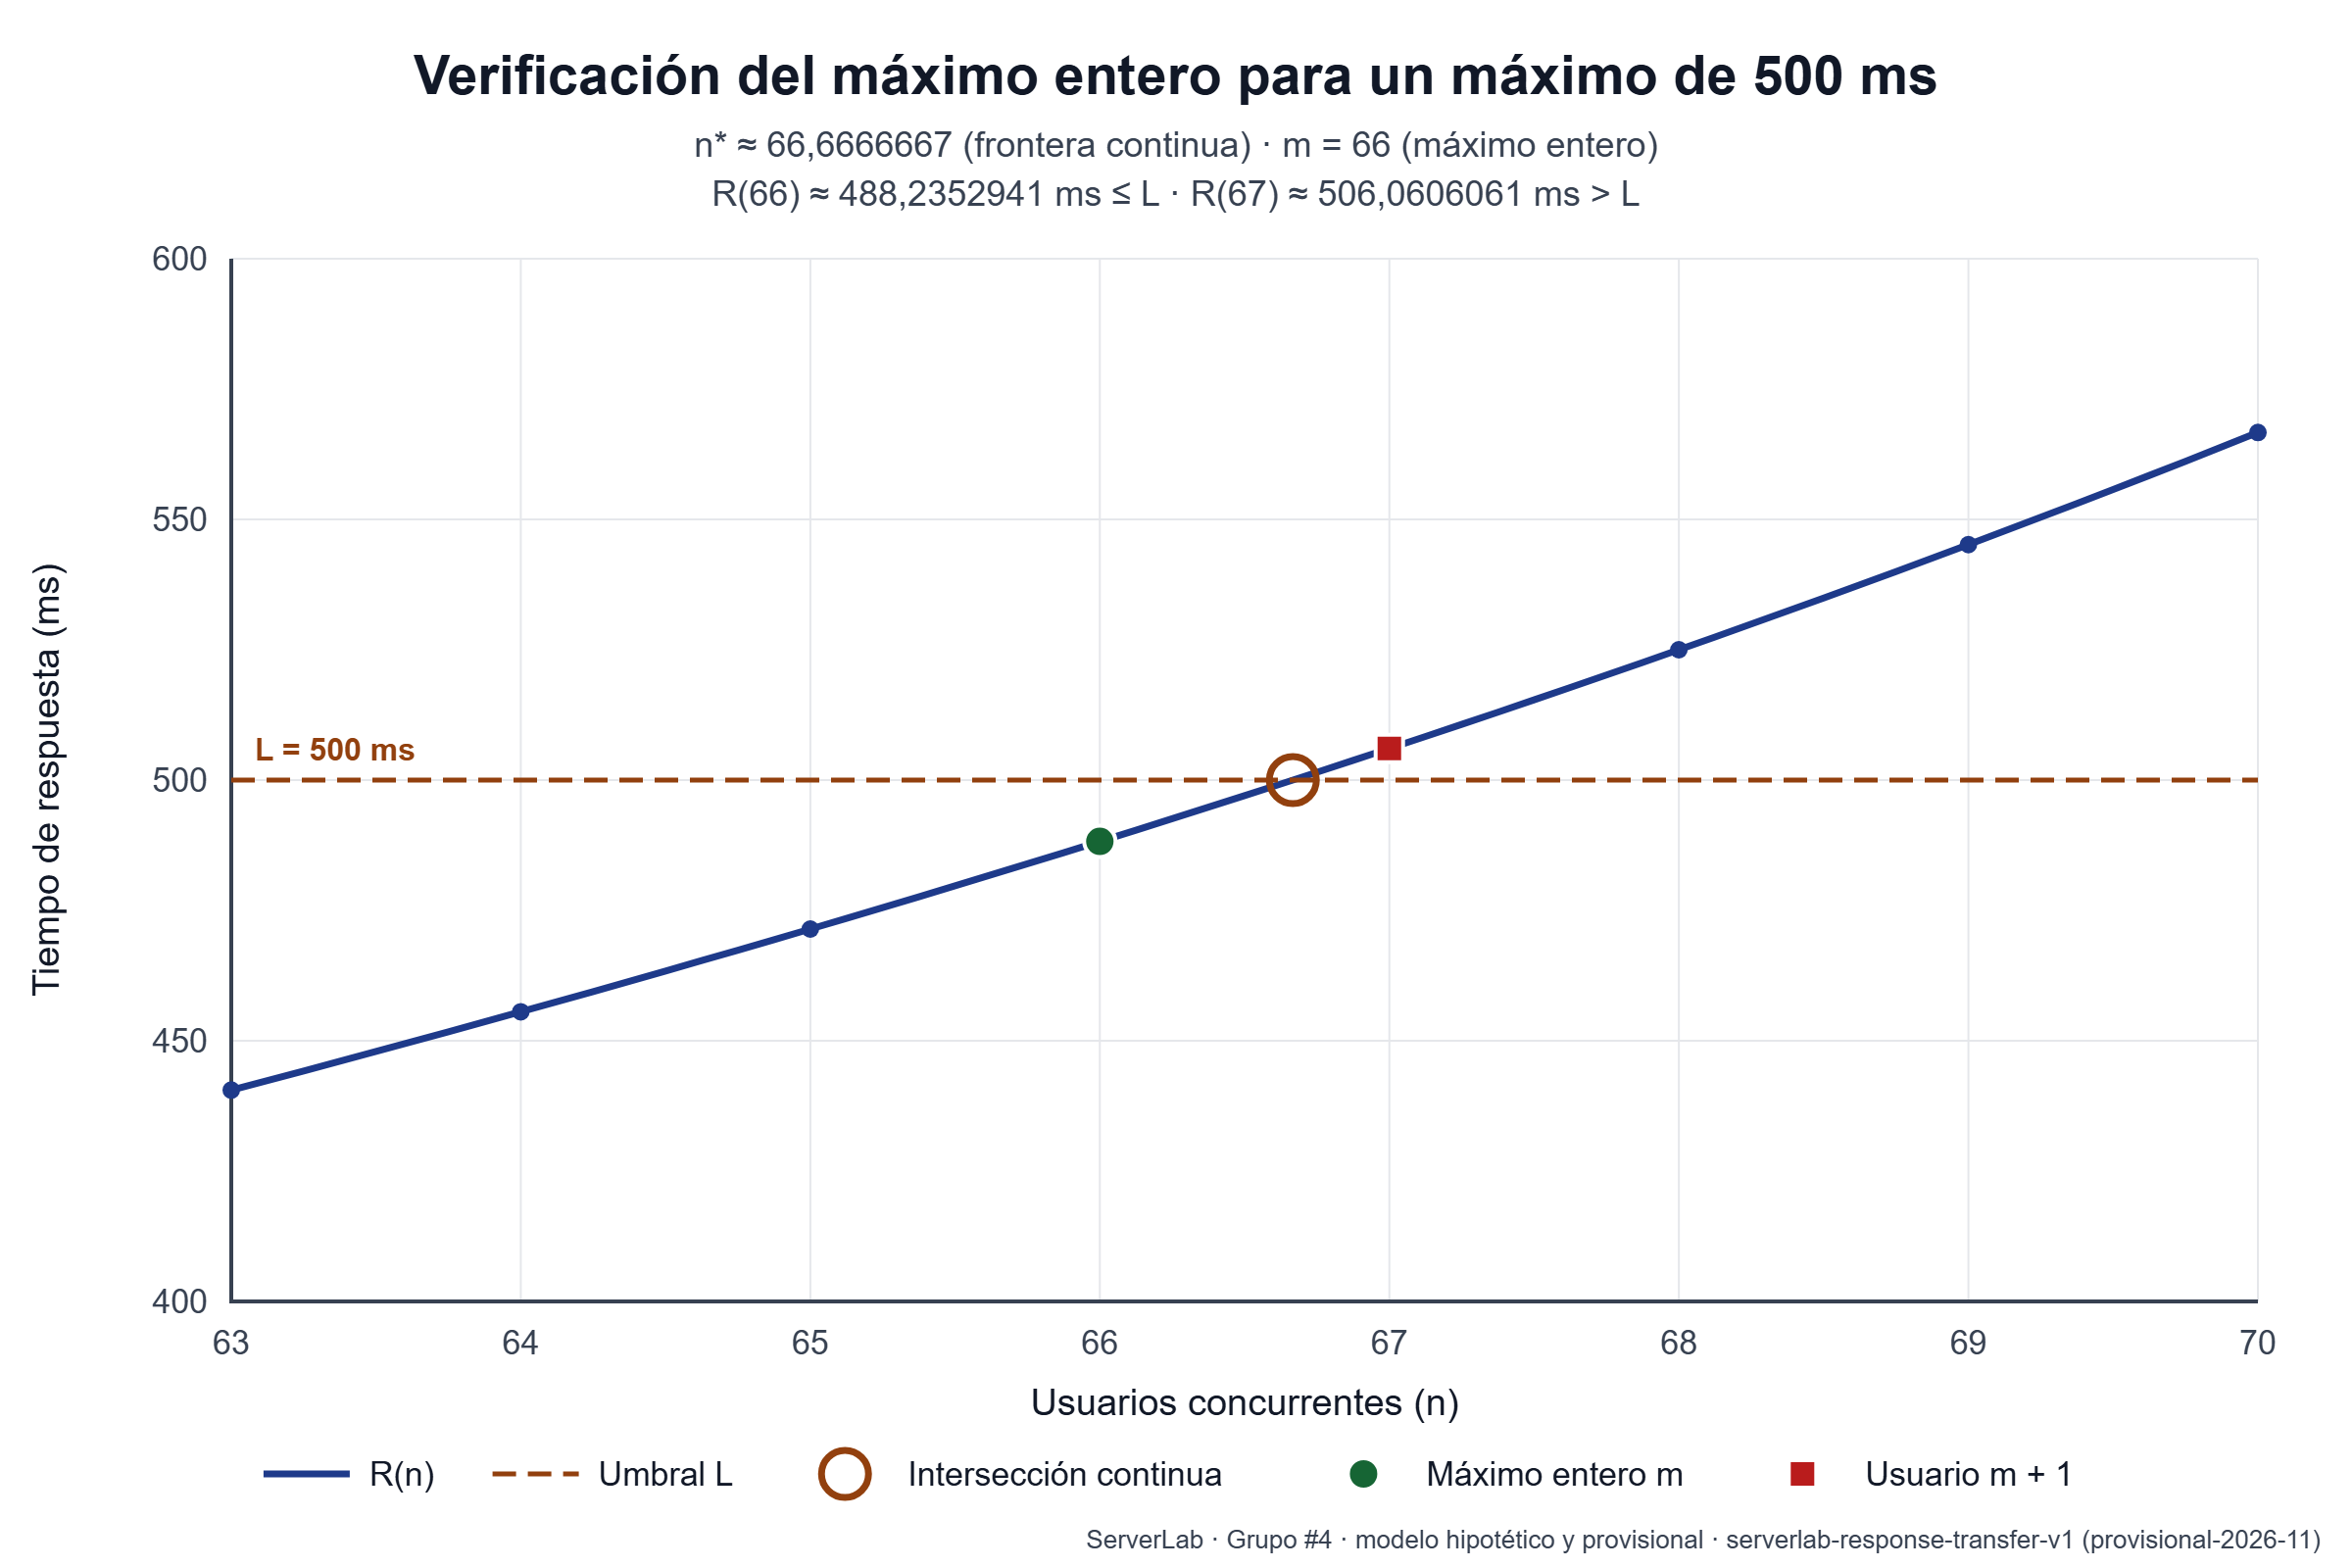 Verificación del máximo entero para un máximo de 500 ms
n* ≈ 66,6666667 (frontera continua) · m = 66 (máximo entero)
R(66) ≈ 488,2352941 ms ≤ L · R(67) ≈ 506,0606061 ms > L
600
550
500
450
400
Tiempo de respuesta (ms)
L = 500 ms
63 64 65 66 67 68 69 70
Usuarios concurrentes (n)
R(n) Umbral L Intersección continua Máximo entero m Usuario m + 1
ServerLab · Grupo #4 · modelo hipotético y provisional · serverlab-response-transfer-v1 (provisional-2026-11)